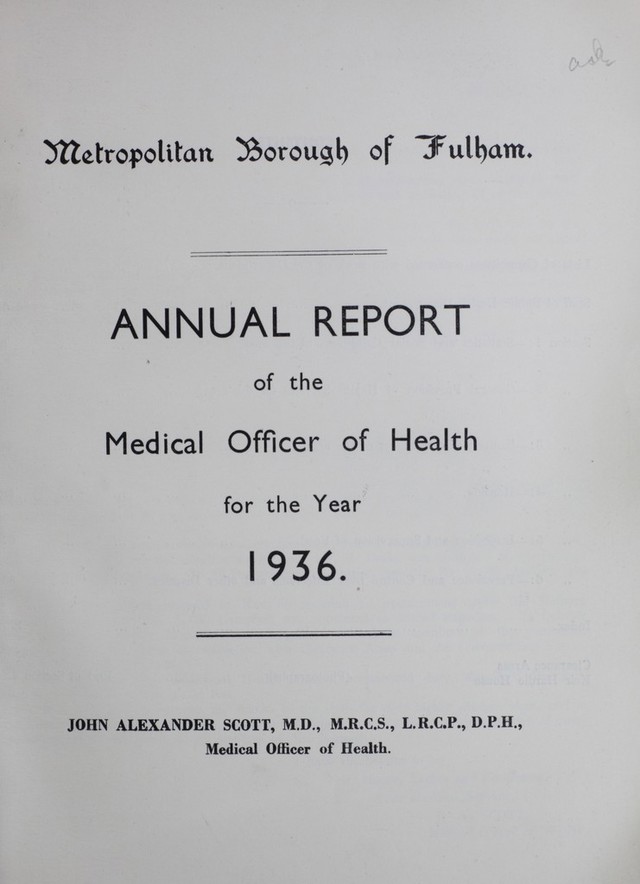 Metropolitan Borough of Fulham.
ANNUAL REPORT
of the
Medical Officer of Health
for the Year
1936.
JOHN ALEXANDER SCOTT, M.D., M.R.C.S., L.R.C.P., D.P.H.,
Medical Officer of Health.